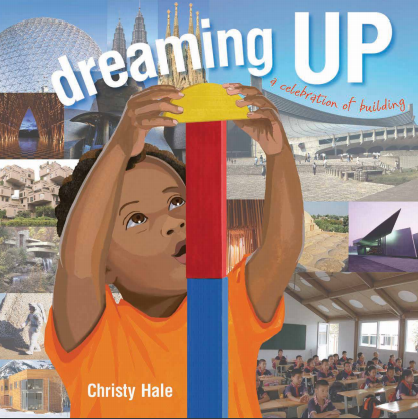 dreaming UP
a celebration of building
Christy Hale